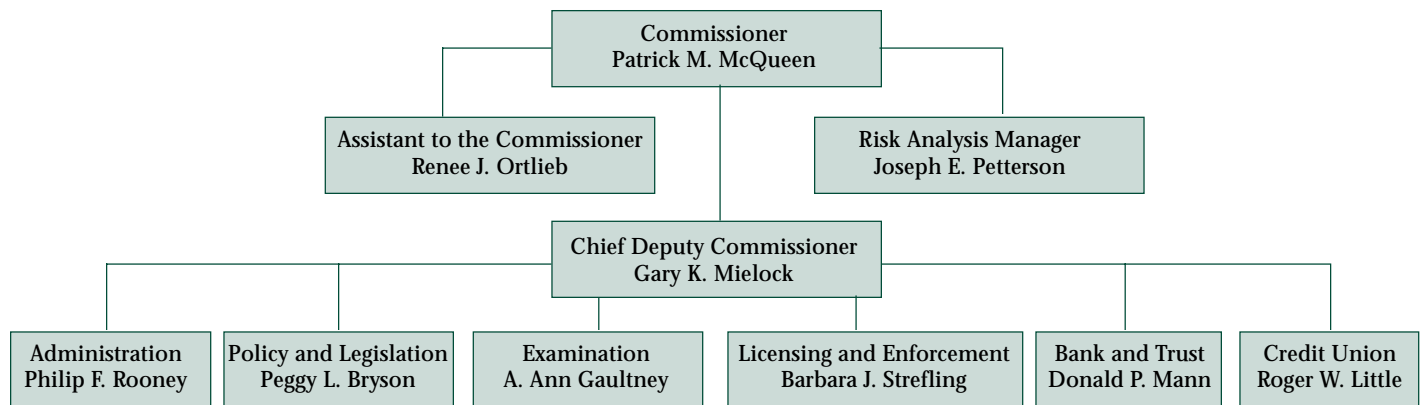 Commissioner
Patrick M. McQueen
Assistant to the Commissioner
Renee J. Ortlieb
Risk Analysis Manager
Joseph E. Petterson
Chief Deputy Commissioner
Gary K. Mielock
Administration
Philip F. Rooney
Policy and Legislation
Peggy L. Bryson
Examination
A. Ann Gaultney
Licensing and Enforcement
Barbara J. Strefling
Bank and Trust
Donald P. Mann
Credit Union
Roger W. Little